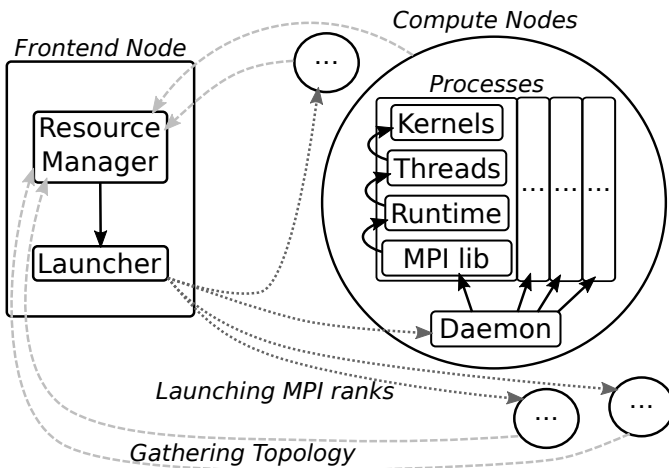 Frontend Node
Compute Nodes
...
Processes
Resource
Manager
Kernels
Threads
Runtime
MPI lib
...
...
...
Launcher
Daemon
Launching MPI ranks
...
...
Gathering Topology